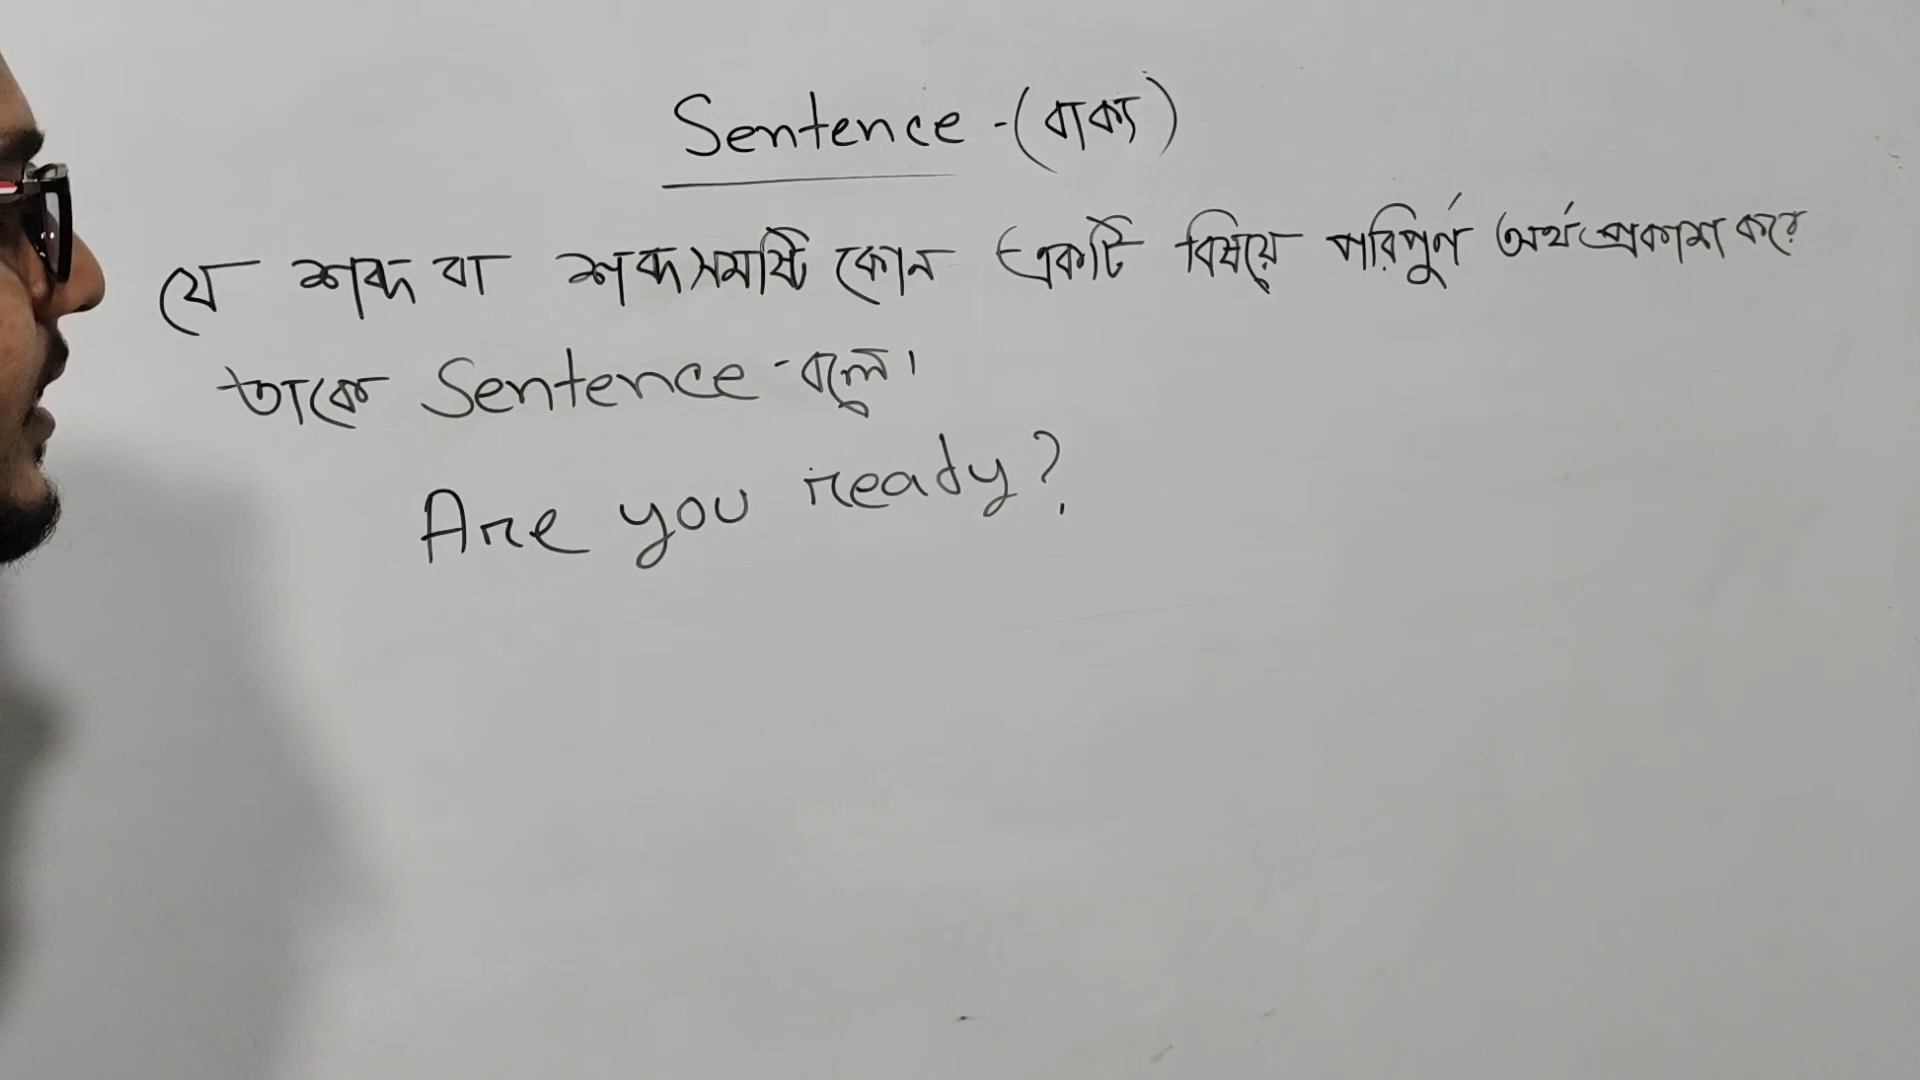 Sentence - (বাক্য)
যে শব্দ বা শব্দসমষ্টি কোন একটি বিষয়ে পরিপুর্ণ অর্থ প্রকাশ করে
তাকে Sentence - বলে।
Are you ready?